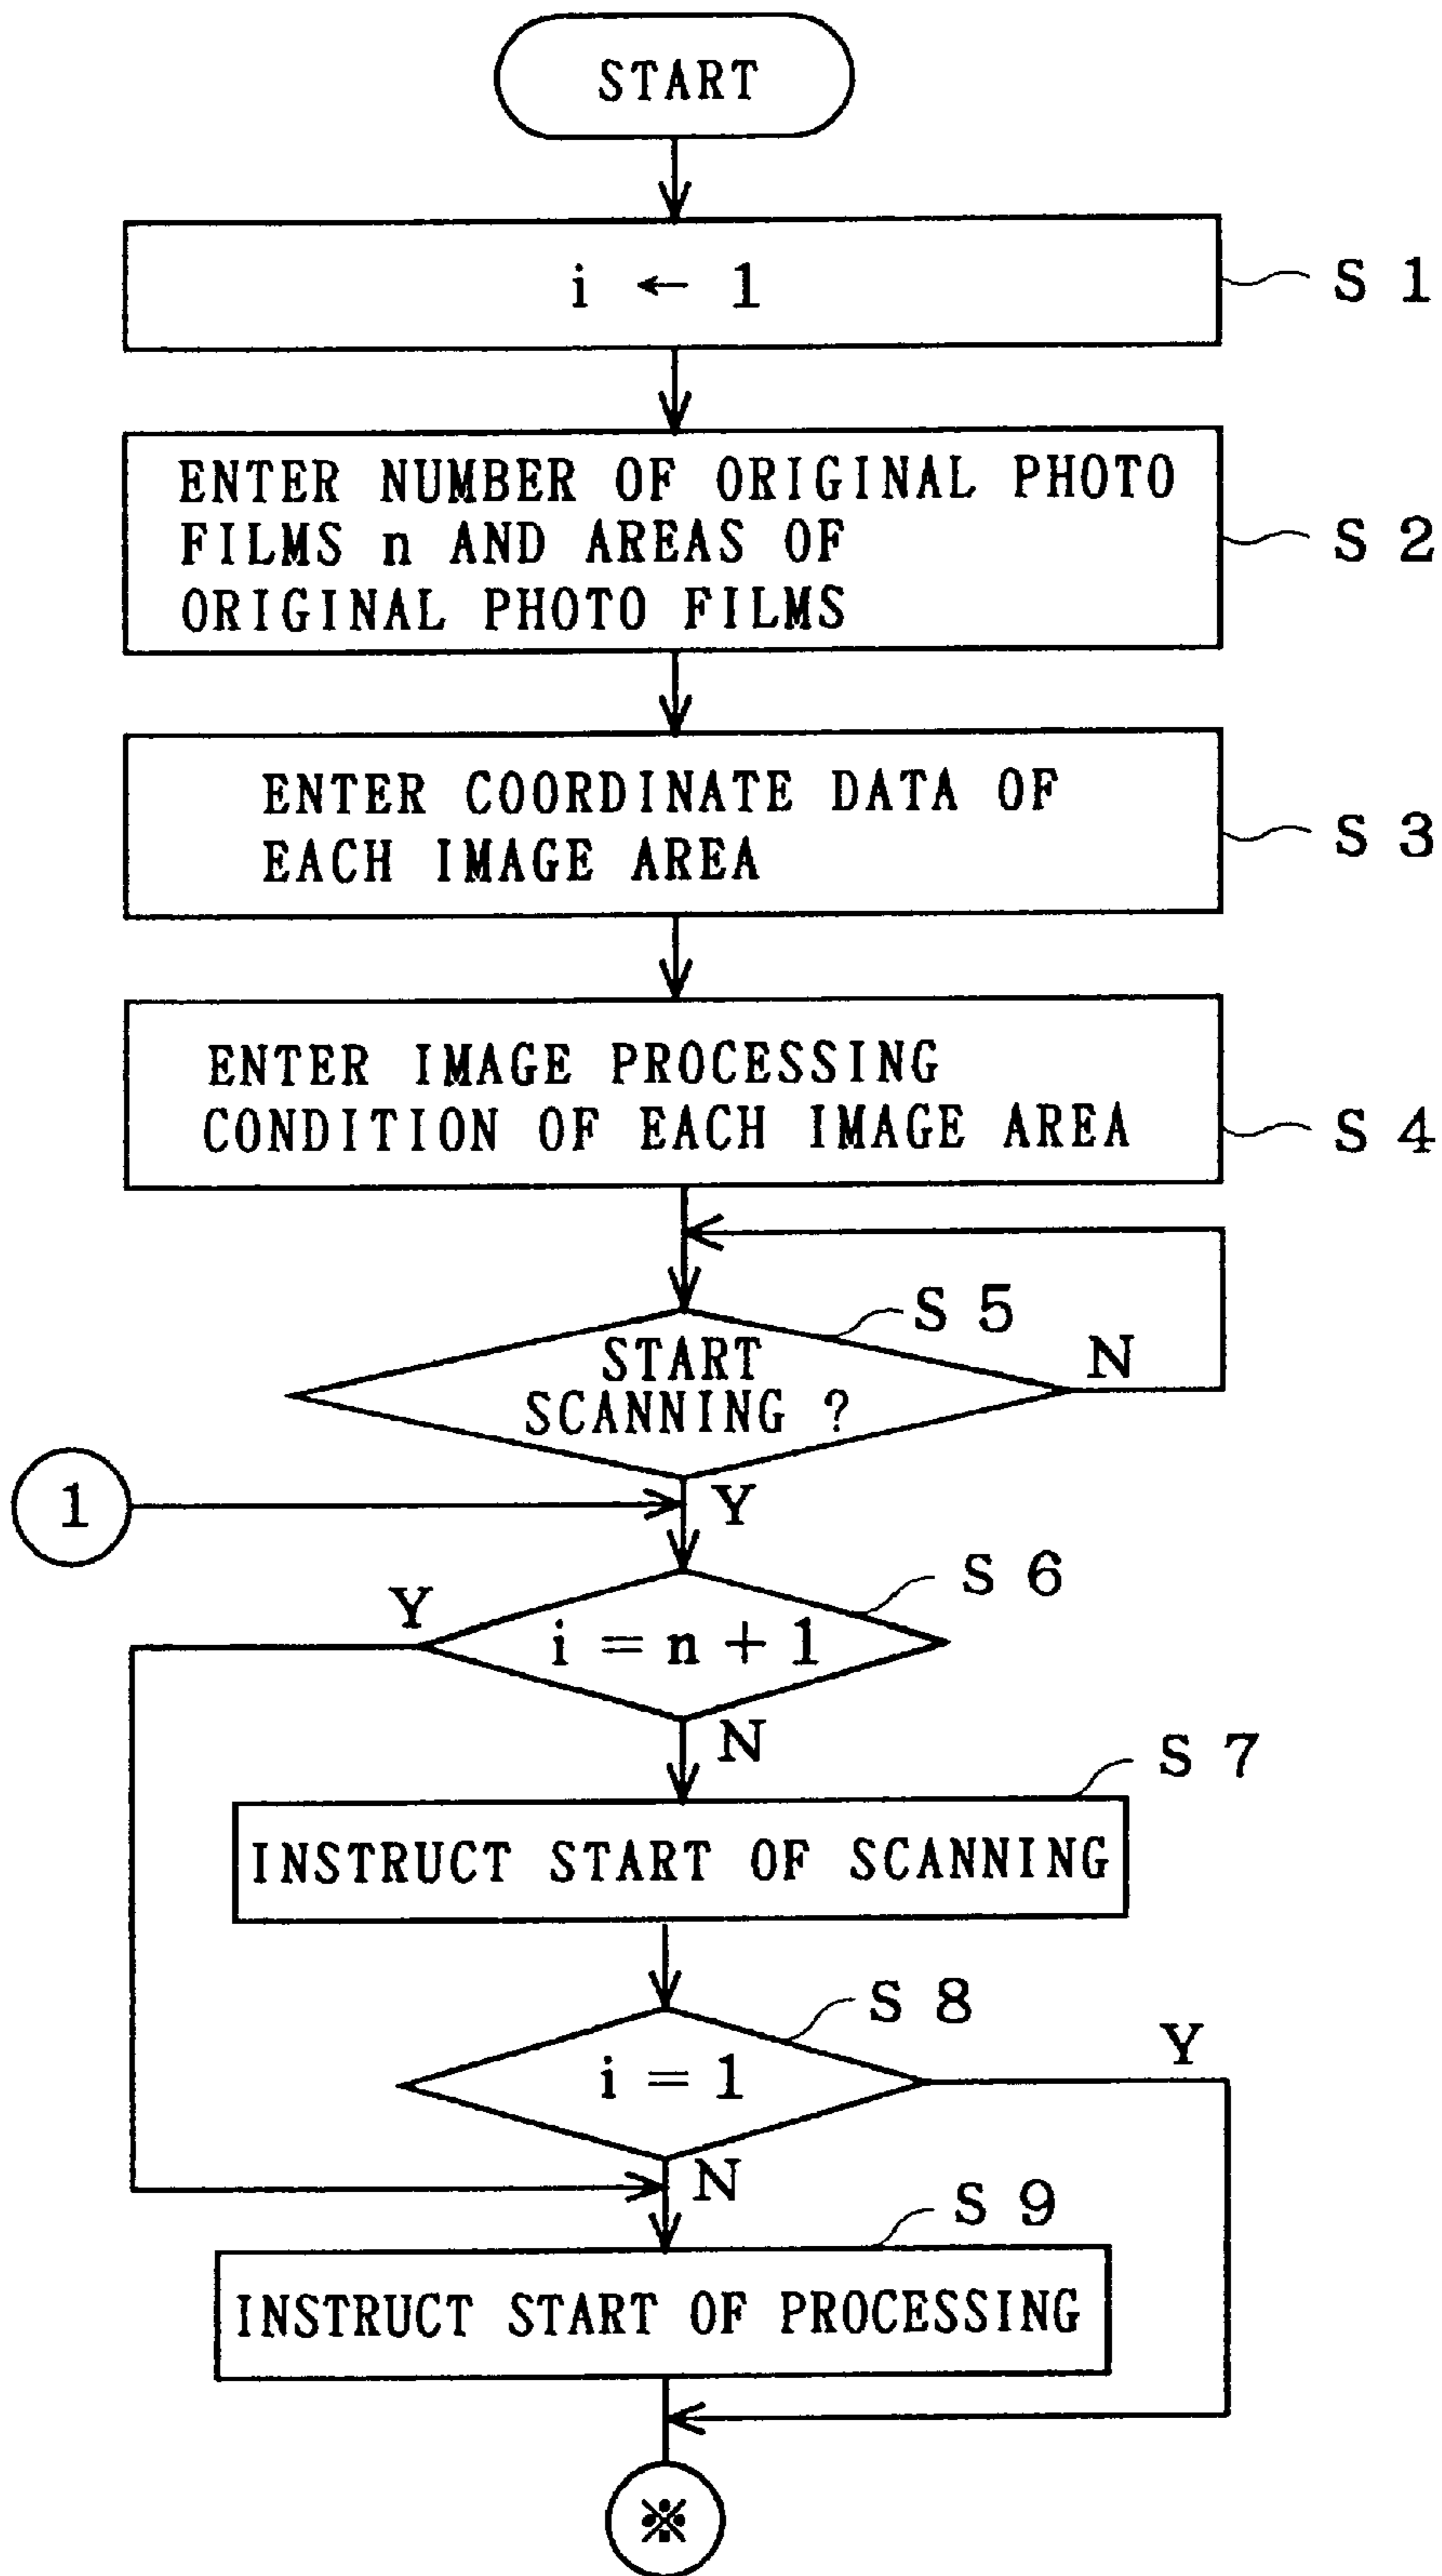 START
i ← 1
S 1
ENTER NUMBER OF ORIGINAL PHOTO
FILMS n AND AREAS OF
ORIGINAL PHOTO FILMS
S 2
ENTER COORDINATE DATA OF
EACH IMAGE AREA
S 3
ENTER IMAGE PROCESSING
CONDITION OF EACH IMAGE AREA
S 4
S 5
START
SCANNING ?
N
1
Y
S 6
Y
i = n + 1
N
S 7
INSTRUCT START OF SCANNING
S 8
i = 1
Y
N
S 9
INSTRUCT START OF PROCESSING
※